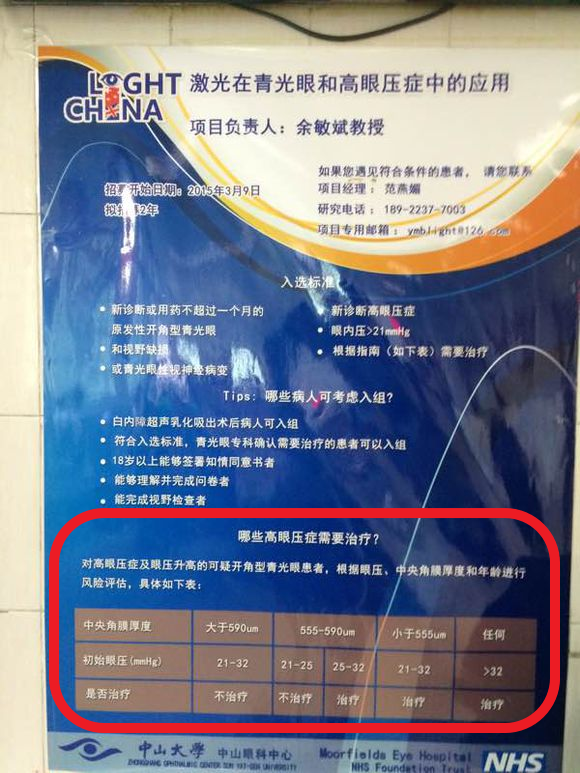 LIGHT CHINA
激光在青光眼和高眼压症中的应用
项目负责人：余敏斌教授
如果您遇见符合条件的患者，请您联系
招募开始日期：2015年3月9日
项目经理：范燕媚
2年
研究电话：189-2237-7003
项目专用邮箱：ymblight@126.com
入选标准
• 新诊断或用药不超过一个月的
原发性开角型青光眼
• 和视野缺损
• 或青光眼性视神经病变
• 新诊断高眼压症
• 眼内压>21mmHg
• 根据指南（如下表）需要治疗
Tips: 哪些病人可考虑入组?
• 白内障超声乳化吸出术后病人可入组
• 符合入选标准，青光眼专科确认需要治疗的患者可以入组
• 18岁以上能够签署知情同意书者
• 能够理解并完成问卷者
• 能完成视野检查者
哪些高眼压症需要治疗?
对高眼压症及眼压升高的可疑开角型青光眼患者，根据眼压、中央角膜厚度和年龄进行
风险评估，具体如下表：
中央角膜厚度 大于590um 555-590um 小于555um 任何
初始眼压(mmHg) 21-32 21-25 25-32 21-32 >32
是否治疗 不治疗 不治疗 治疗 治疗 治疗
中山大学 中山眼科中心
ZHONGSHAN OPHTHALMIC CENTER SUN YAT-SEN UNIVERSITY
Moorfields Eye Hospital
NHS Foundation Trust
NHS